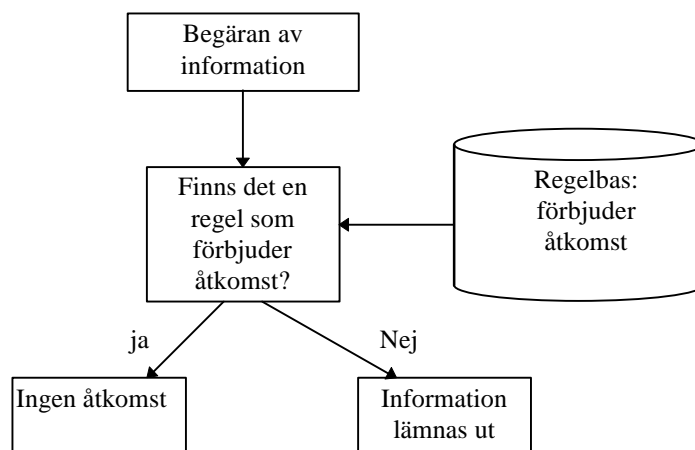 Begäran av
information
Finns det en
regel som
förbjuder
åtkomst?
Regelbas:
förbjuder
åtkomst
ja
Nej
Ingen åtkomst
Information
lämnas ut